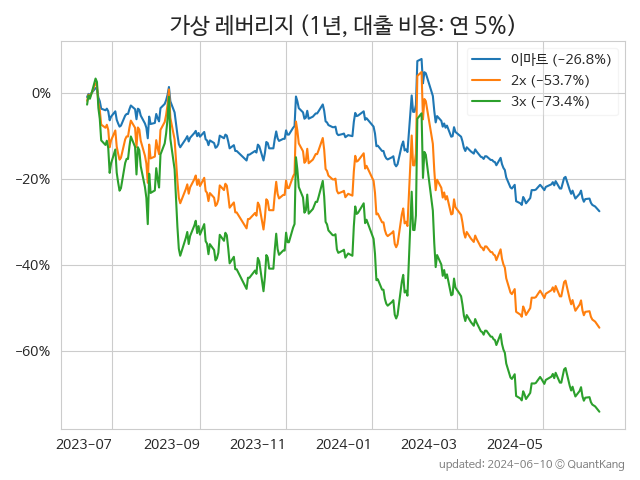 가상 레버리지 (1년, 대출 비용: 연 5%)
이마트 (−26.8%)
2x (−53.7%)
3x (−73.4%)
0%
−20%
−40%
−60%
2023−07 2023−09 2023−11 2024−01 2024−03 2024−05
updated: 2024−06−10 © QuantKang